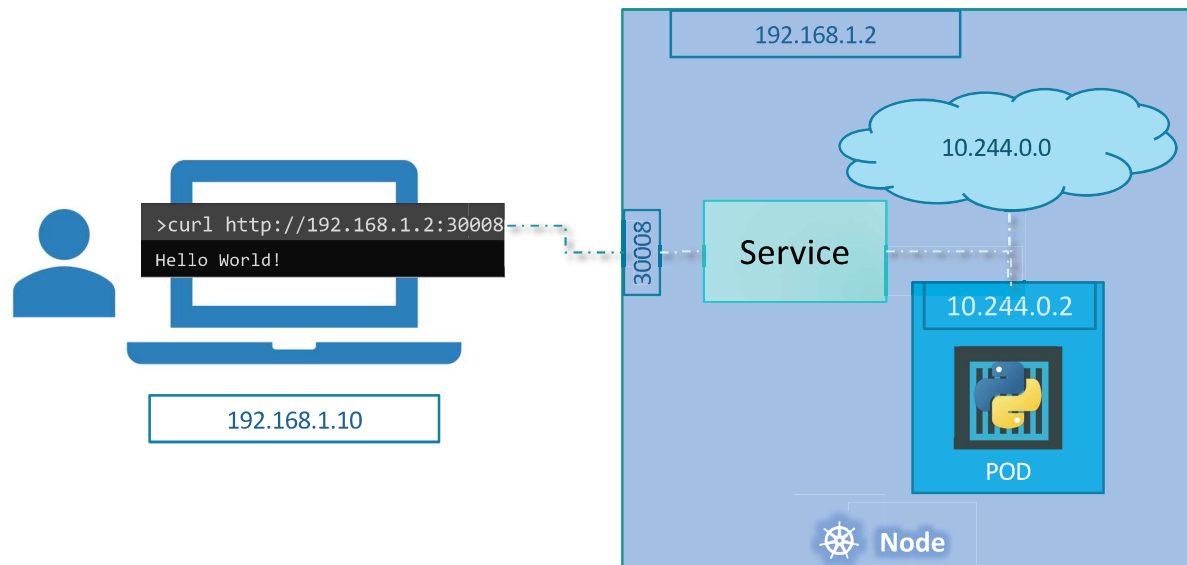 192.168.1.2
10.244.0.0
>curl http://192.168.1.2:30008
Hello World!
30008
Service
10.244.0.2
192.168.1.10
POD
Node